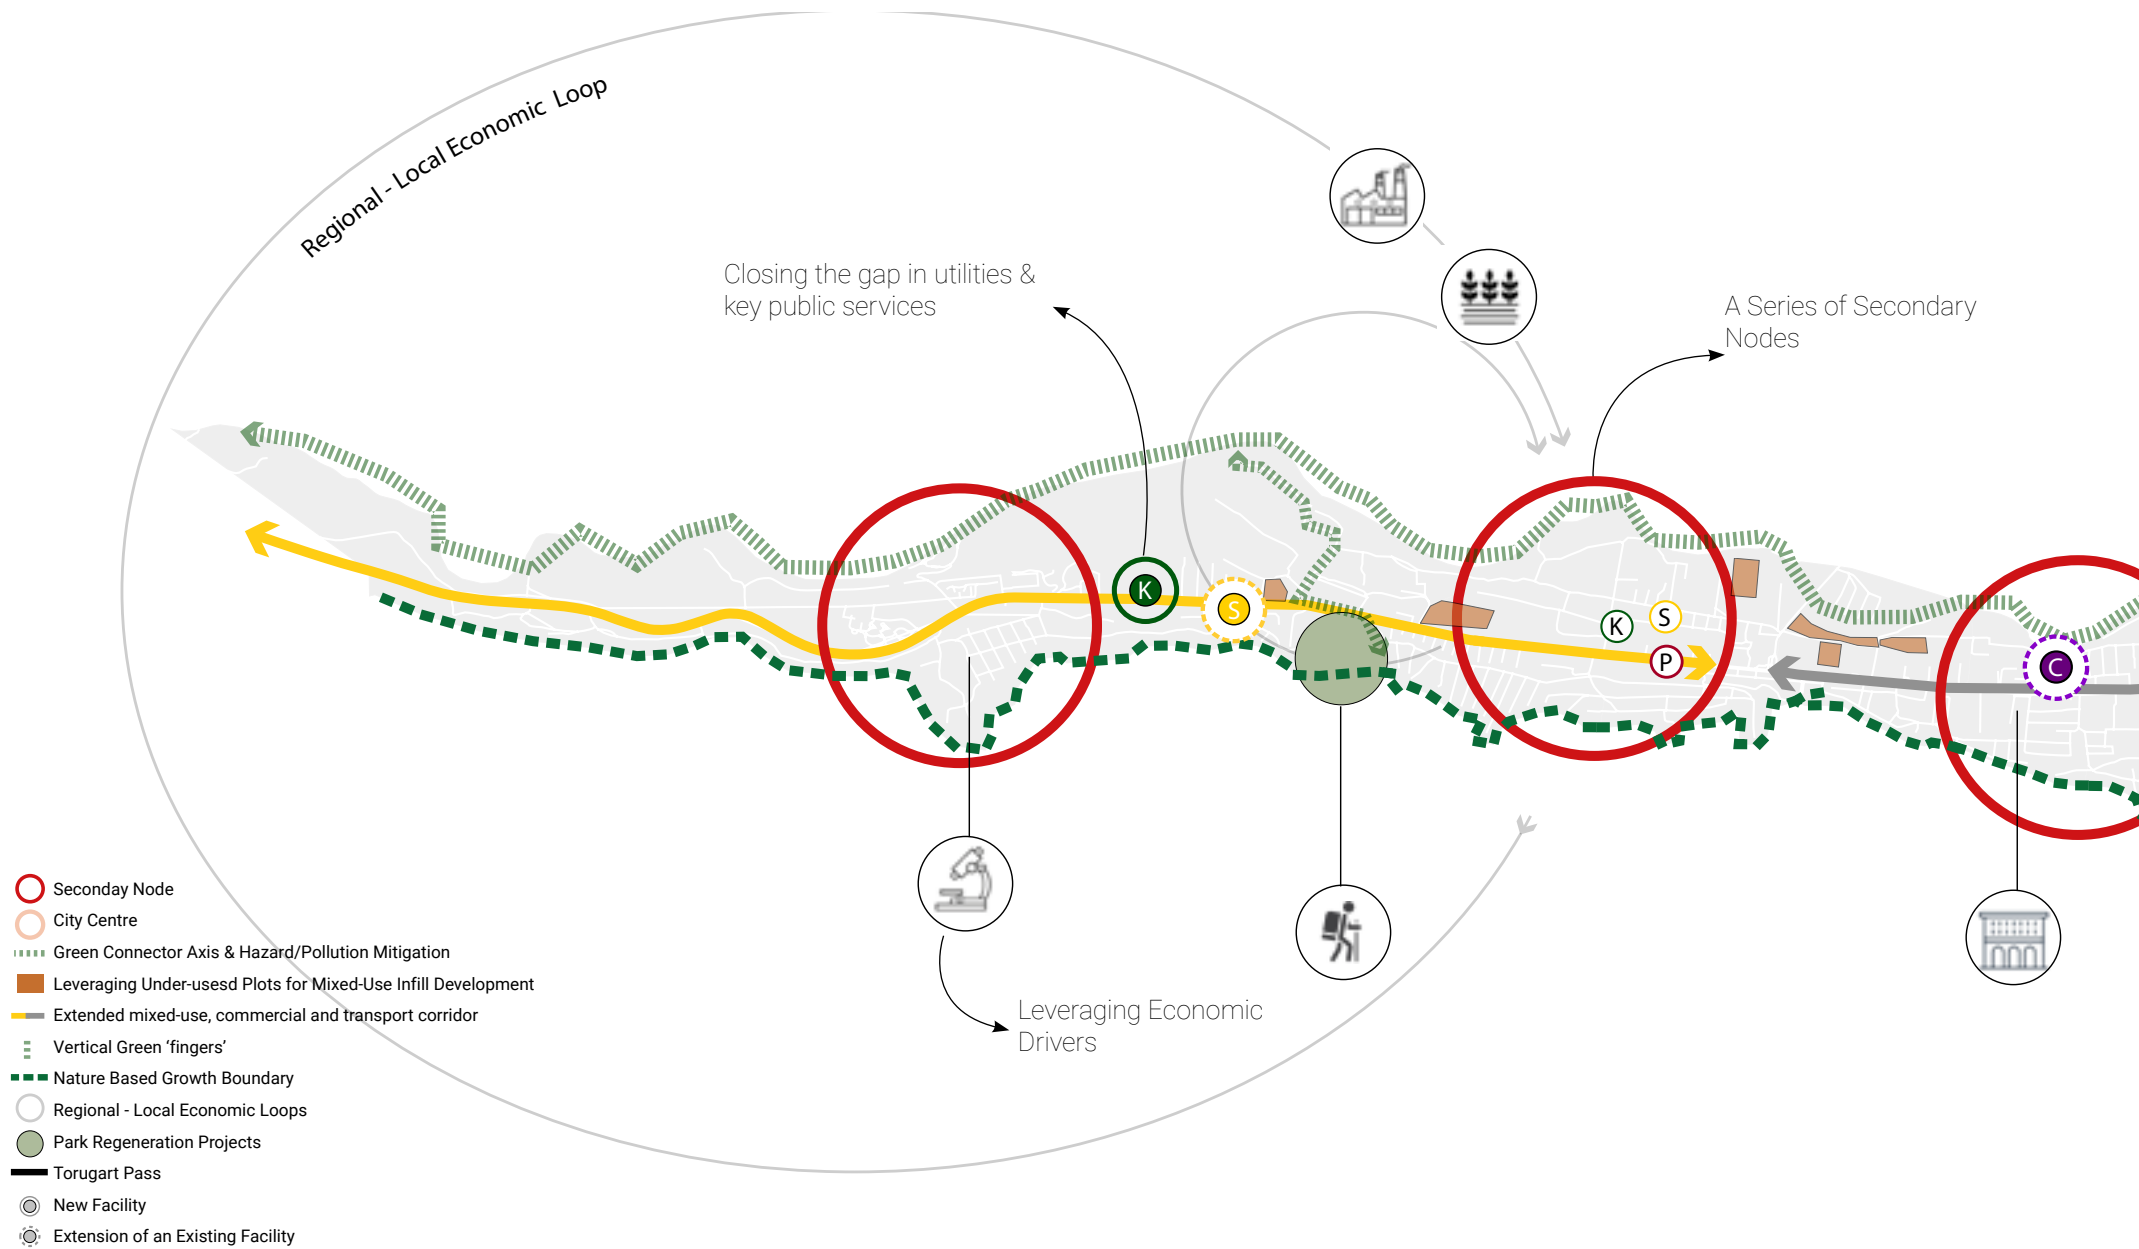 Regional - Local Economic Loop
Closing the gap in utilities &
key public services
A Series of Secondary
Nodes
K
S
K
S
P
C
Leveraging Economic
Drivers
Seconday Node
City Centre
Green Connector Axis & Hazard/Pollution Mitigation
Leveraging Under-usesd Plots for Mixed-Use Infill Development
Extended mixed-use, commercial and transport corridor
Vertical Green ‘fingers’
Nature Based Growth Boundary
Regional - Local Economic Loops
Park Regeneration Projects
Torugart Pass
New Facility
Extension of an Existing Facility